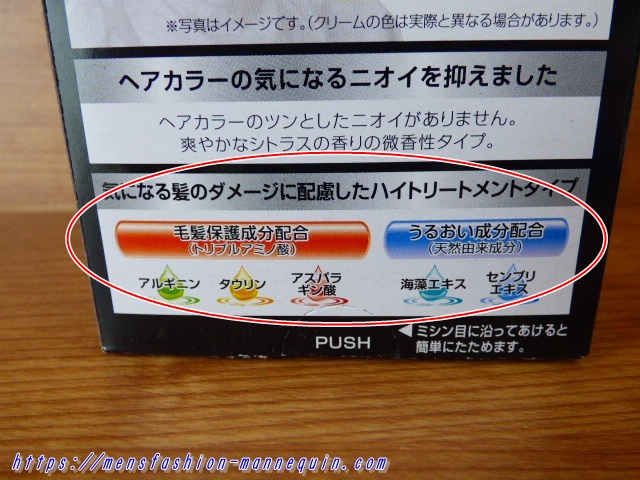 ※写真はイメージです。(クリームの色は実際と異なる場合があります。)
ヘアカラーの気になるニオイを抑えました
ヘアカラーのツンとしたニオイがありません。
爽やかなシトラスの香りの微香性タイプ。
気になる髪のダメージに配慮したハイトリートメントタイプ
毛髪保護成分配合
(トリプルアミノ酸)
うるおい成分配合
(天然由来成分)
アルギニン
タウリン
アスパラ
ギン酸
海藻エキス
センブリ
エキス
PUSH
◀ミシン目に沿ってあけると
簡単にたためます。
https://mensfashion-mannequin.com